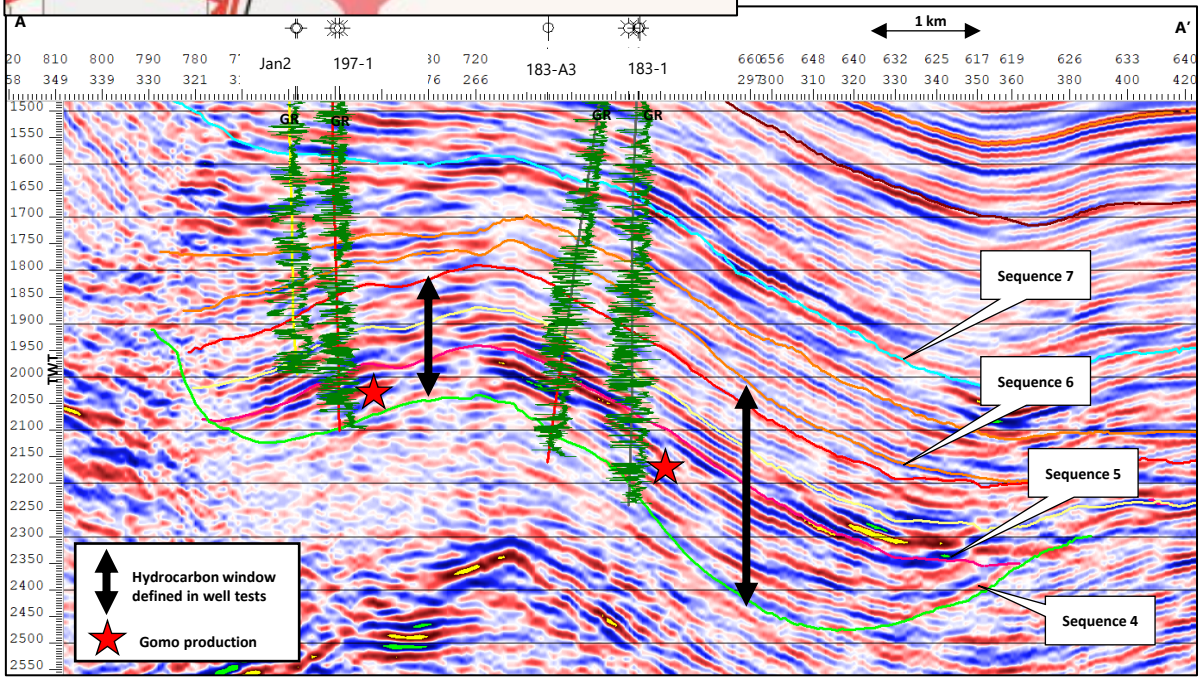 A A'
1 km
20 810 800 790 780 7 30 720 660 656 648 640 632 625 617 619 626 633 640
58 349 339 330 321 3 76 266 297 300 310 320 330 340 350 360 380 400 420
Jan2 197-1 183-A3 183-1
GR GR GR GR
1500
1550
1600
1650
1700
1750
1800
1850
1900
1950
2000
2050
2100
2150
2200
2250
2300
2350
2400
2450
2500
2550
TWT
Sequence 7
Sequence 6
Sequence 5
Sequence 4
Hydrocarbon window
defined in well tests
Gomo production